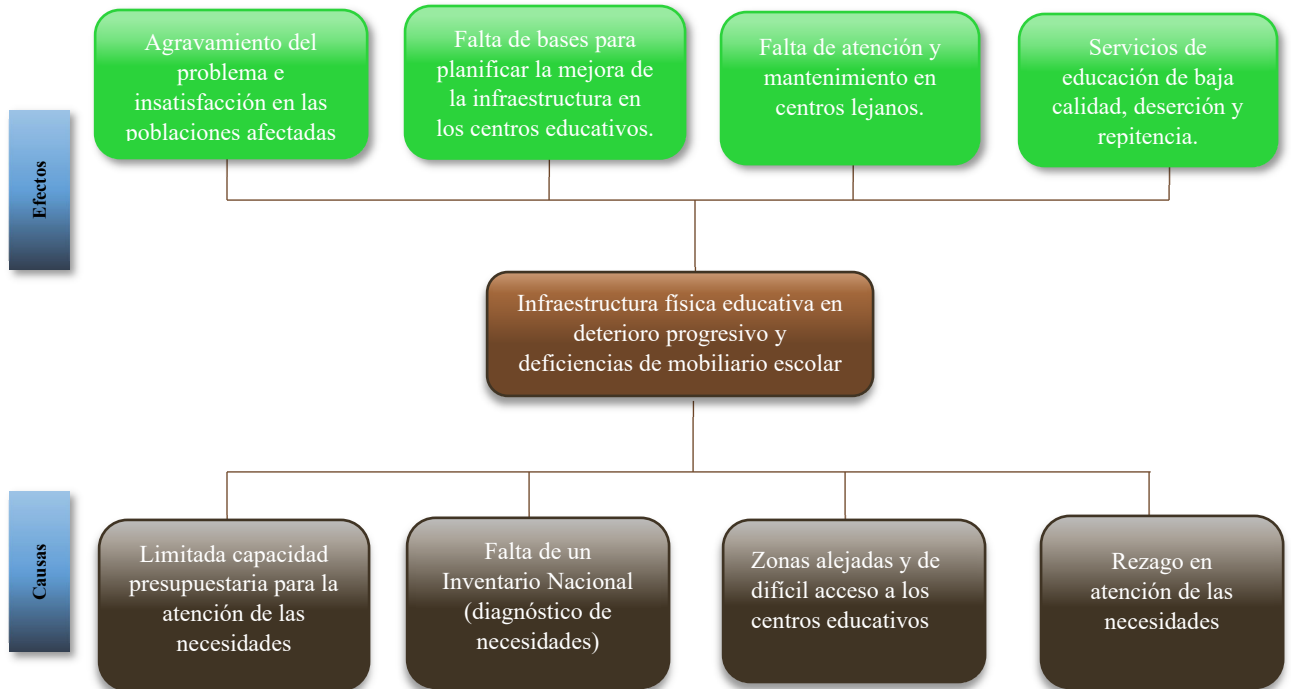 Efectos
Agravamiento del
problema e
insatisfacción en las
poblaciones afectadas
Falta de bases para
planificar la mejora de
la infraestructura en
los centros educativos.
Falta de atención y
mantenimiento en
centros lejanos.
Servicios de
educación de baja
calidad, deserción y
repitencia.
Infraestructura física educativa en
deterioro progresivo y
deficiencias de mobiliario escolar
Causas
Limitada capacidad
presupuestaria para la
atención de las
necesidades
Falta de un
Inventario Nacional
(diagnóstico de
necesidades)
Zonas alejadas y de
difícil acceso a los
centros educativos
Rezago en
atención de las
necesidades